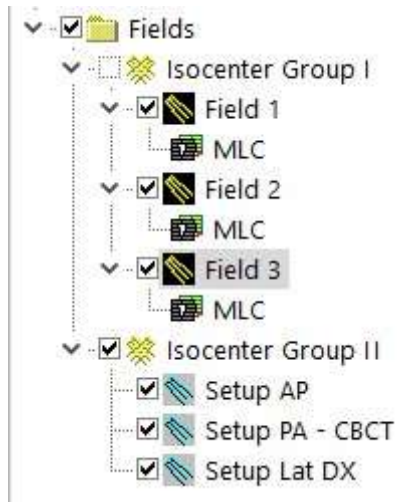 Fields
Isocenter Group I
Field 1
MLC
Field 2
MLC
Field 3
MLC
Isocenter Group II
Setup AP
Setup PA - CBCT
Setup Lat DX